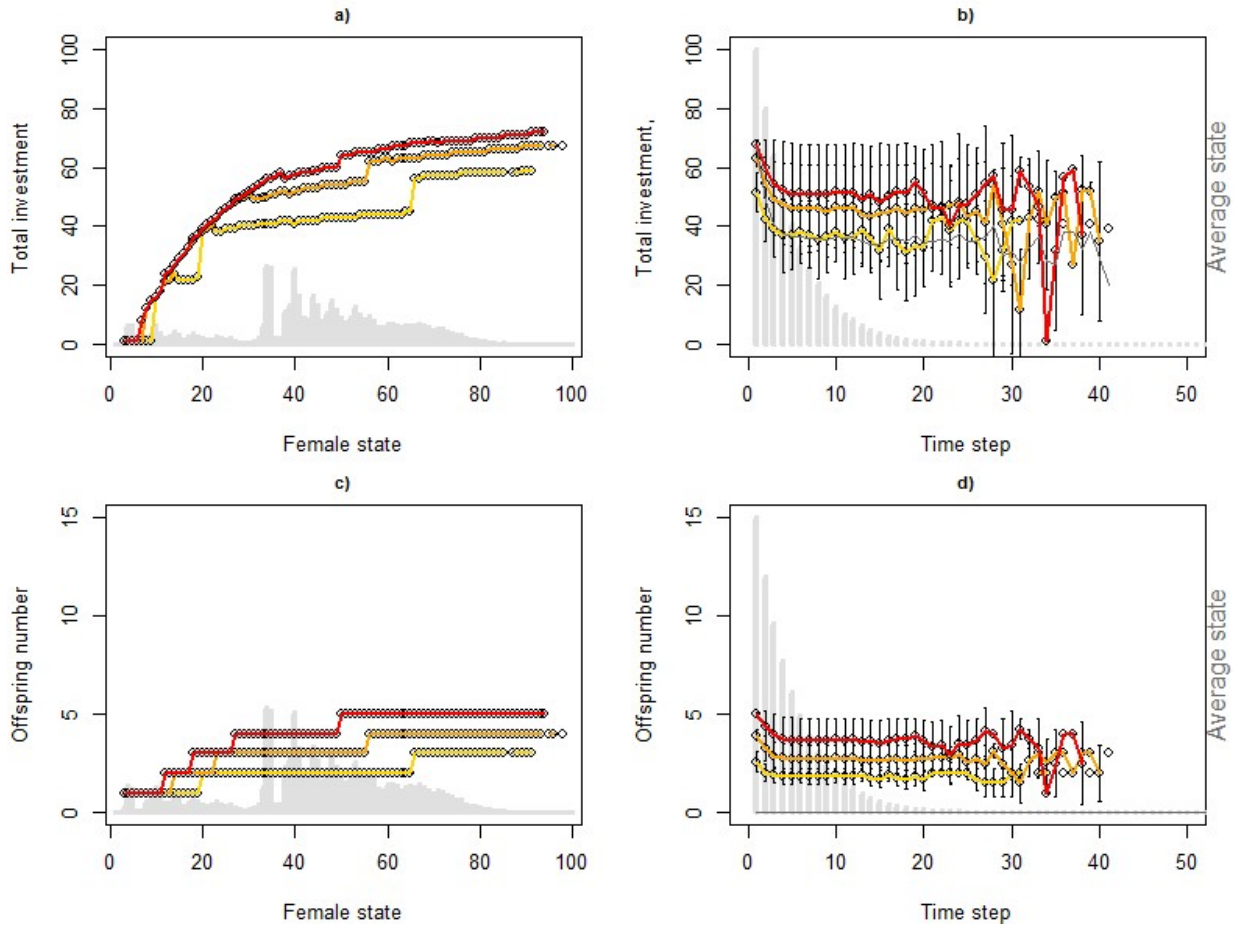 a)
Total investment
0 20 40 60 80 100
0 20 40 60 80 100
Female state
b)
Total investment,
0 20 40 60 80 100
0 10 20 30 40 50
Time step
Average state
c)
Offspring number
0 5 10 15
0 20 40 60 80 100
Female state
d)
Offspring number
0 5 10 15
0 10 20 30 40 50
Time step
Average state